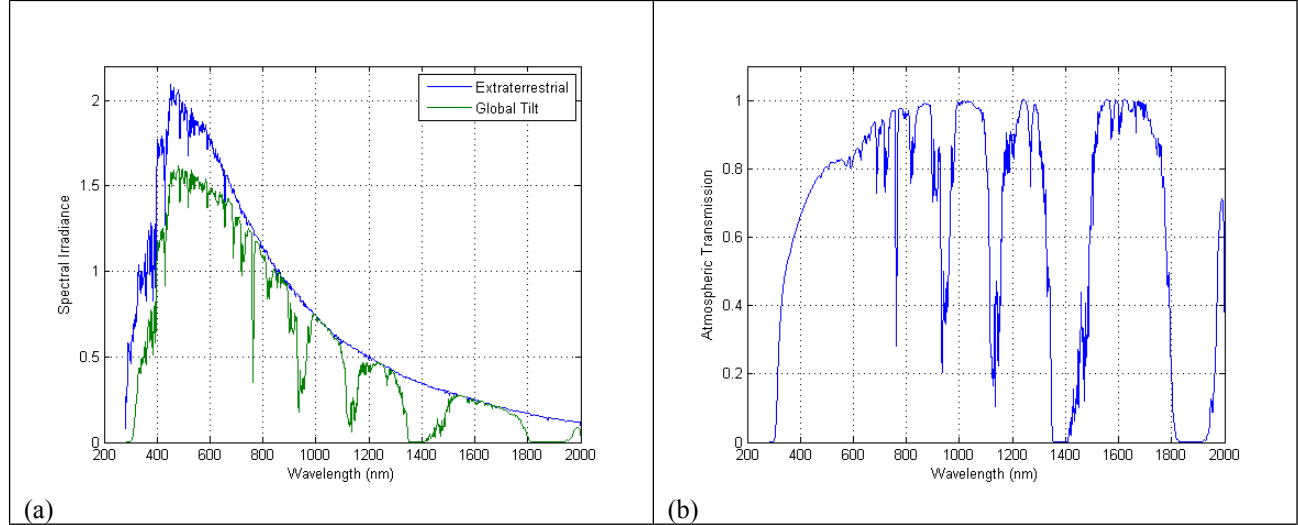 Extraterrestrial
Global Tilt
Spectral Irradiance
2
1.5
1
0.5
0
200 400 600 800 1000 1200 1400 1600 1800 2000
Wavelength (nm)
(a)
Atmospheric Transmission
1
0.8
0.6
0.4
0.2
0
200 400 600 800 1000 1200 1400 1600 1800 2000
Wavelength (nm)
(b)